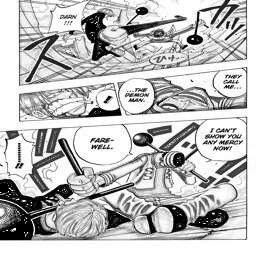 DARN
!!!
THEY
CALL
ME...
...THE
DEMON
MAN.
I CAN'T
SHOW YOU
ANY MERCY
NOW!
FARE-
WELL.